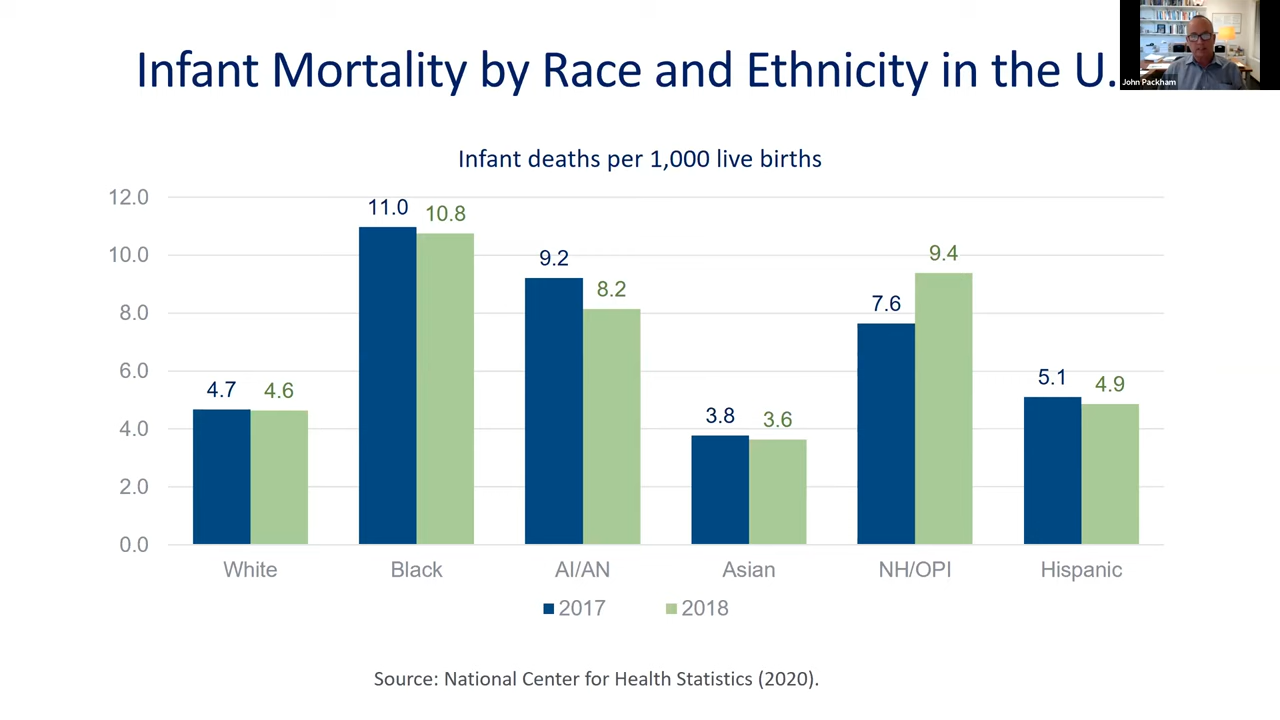 Infant Mortality by Race and Ethnicity in the U.
John Packham
Infant deaths per 1,000 live births
12.0
10.0
8.0
6.0
4.0
2.0
0.0
4.7
4.6
11.0
10.8
9.2
8.2
3.8
3.6
7.6
9.4
5.1
4.9
White
Black
AI/AN
Asian
NH/OPI
Hispanic
2017
2018
Source: National Center for Health Statistics (2020).